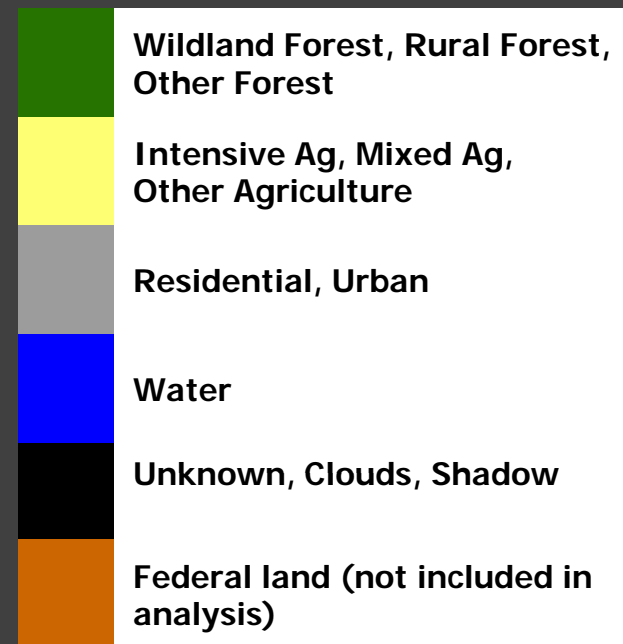 Wildland Forest, Rural Forest,
Other Forest
Intensive Ag, Mixed Ag,
Other Agriculture
Residential, Urban
Water
Unknown, Clouds, Shadow
Federal land (not included in
analysis)